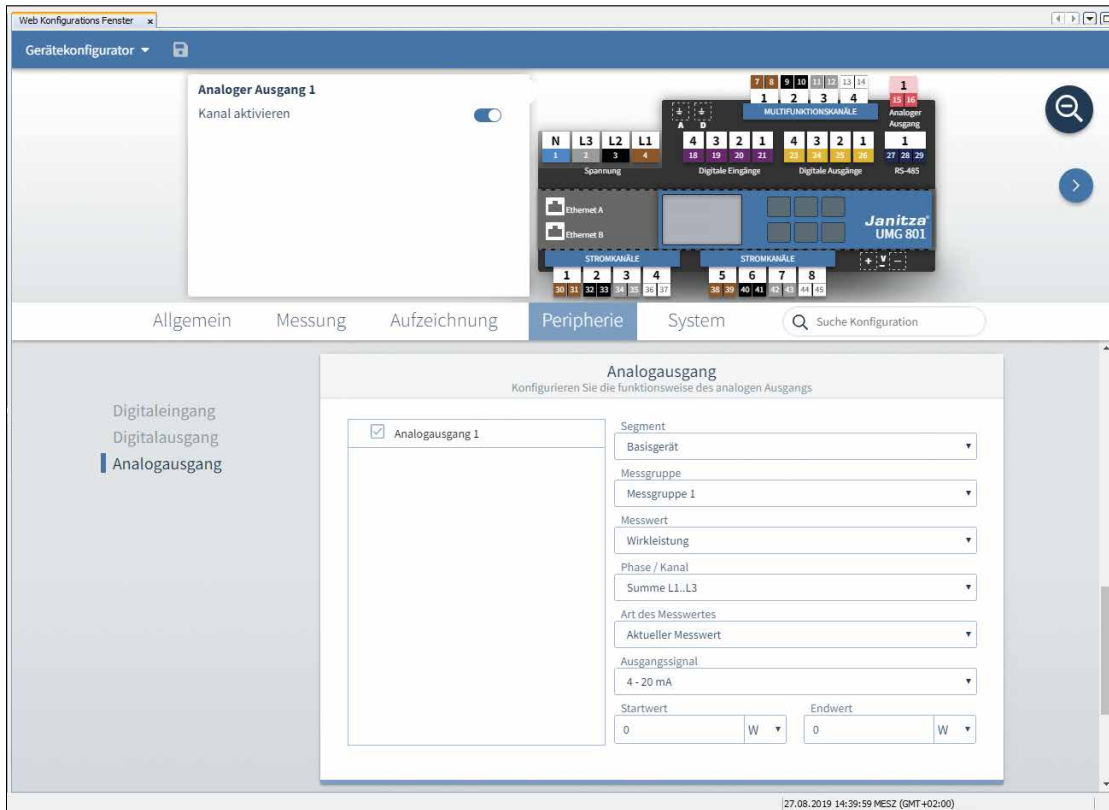 Web Konfigurations Fenster x
Gerätekonfigurator
Analoger Ausgang 1
Kanal aktivieren
7 8 9 10 11 12 13 14
1 2 3 4
MULTIFUNKTIONSKANÄLE
1
15 16
Analoger
Ausgang
A D
N L3 L2 L1
1 2 3 4
Spannung
4 3 2 1
18 19 20 21
Digitale Eingänge
4 3 2 1
23 24 25 26
Digitale Ausgänge
1
27 28 29
RS-485
Ethernet A
Ethernet B
Janitza®
UMG 801
STROMKANÄLE
1 2 3 4
30 31 32 33 34 35 36 37
STROMKANÄLE
5 6 7 8
38 39 40 41 42 43 44 45
+ V -
Allgemein Messung Aufzeichnung Peripherie System Suche Konfiguration
Digitaleingang
Digitalausgang
Analogausgang
Analogausgang
Konfigurieren Sie die funktionsweise des analogen Ausgangs
Analogausgang 1
Segment
Basisgerät
Messgruppe
Messgruppe 1
Messwert
Wirkleistung
Phase / Kanal
Summe L1..L3
Art des Messwertes
Aktueller Messwert
Ausgangssignal
4 - 20 mA
Startwert Endwert
0 W 0 W
27.08.2019 14:39:59 MESZ (GMT+02:00)